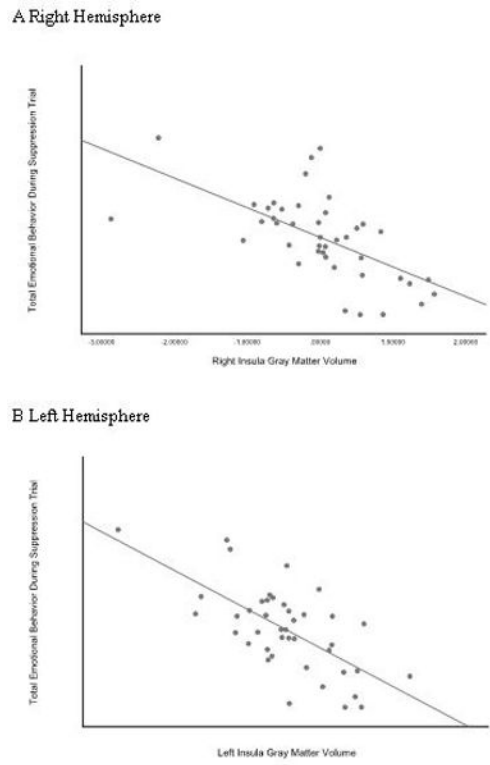 A Right Hemisphere
Total Emotional Behavior During Suppression Trial
-3.00000 -2.00000 -1.00000 .00000 1.00000 2.00000
Right Insula Gray Matter Volume
B Left Hemisphere
Total Emotional Behavior During Suppression Trial
Left Insula Gray Matter Volume